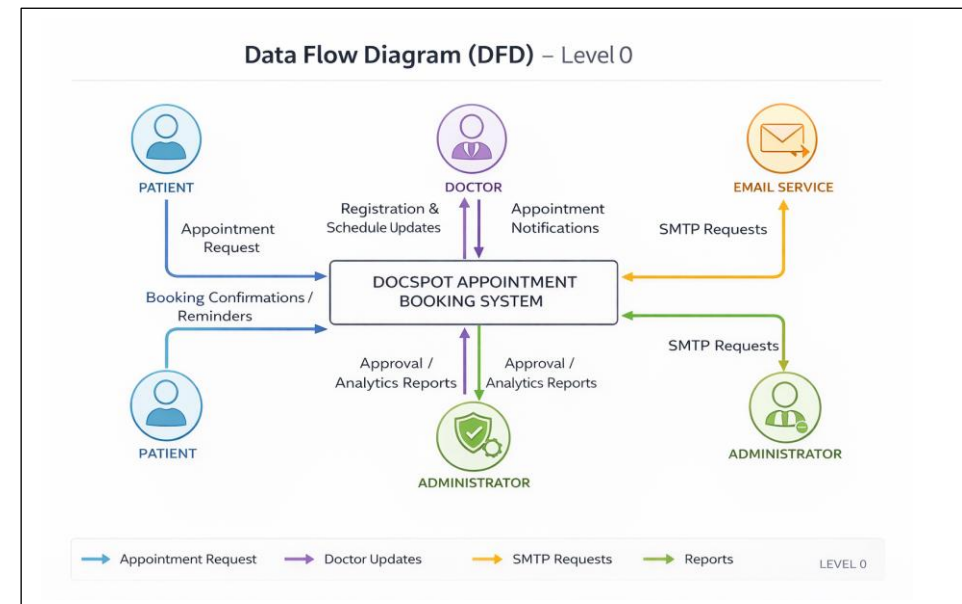 Data Flow Diagram (DFD) – Level 0
PATIENT
DOCTOR
EMAIL SERVICE
Appointment
Request
Registration &
Schedule Updates
Appointment
Notifications
SMTP Requests
DOCSPOT APPOINTMENT
BOOKING SYSTEM
Booking Confirmations /
Reminders
SMTP Requests
Approval /
Analytics Reports
Approval /
Analytics Reports
PATIENT
ADMINISTRATOR
ADMINISTRATOR
Appointment Request
Doctor Updates
SMTP Requests
Reports
LEVEL 0